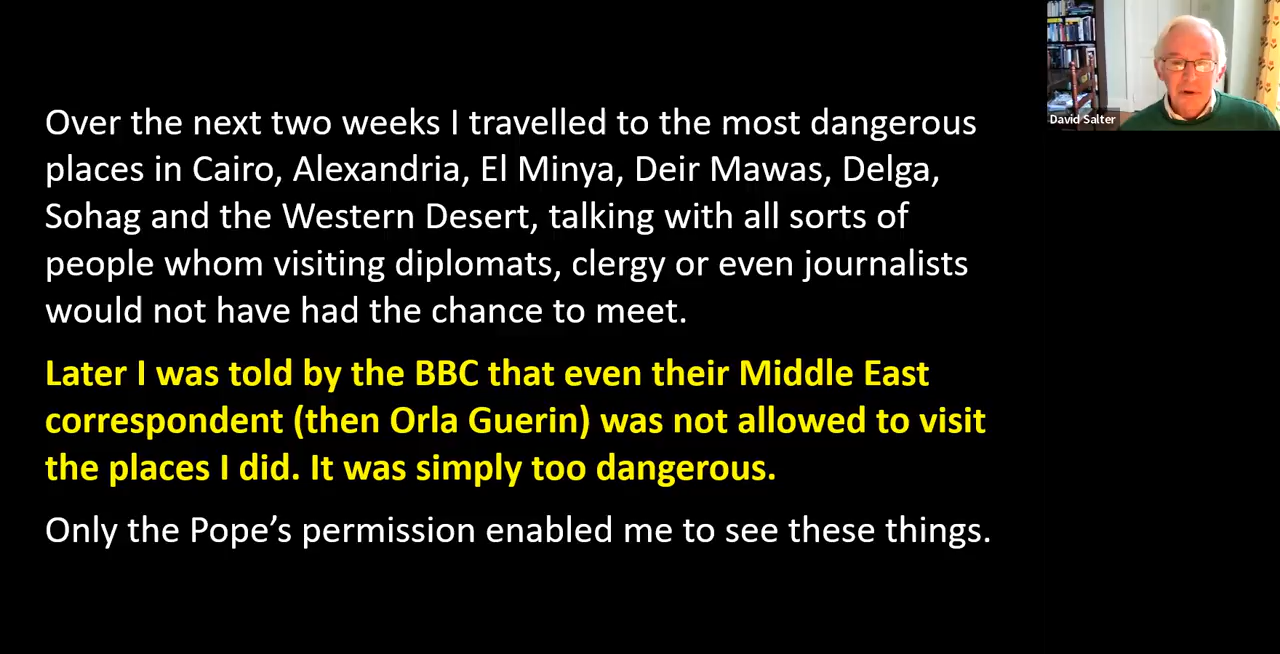 David Salter
Over the next two weeks I travelled to the most dangerous
places in Cairo, Alexandria, El Minya, Deir Mawas, Delga,
Sohag and the Western Desert, talking with all sorts of
people whom visiting diplomats, clergy or even journalists
would not have had the chance to meet.
Later I was told by the BBC that even their Middle East
correspondent (then Orla Guerin) was not allowed to visit
the places I did. It was simply too dangerous.
Only the Pope’s permission enabled me to see these things.